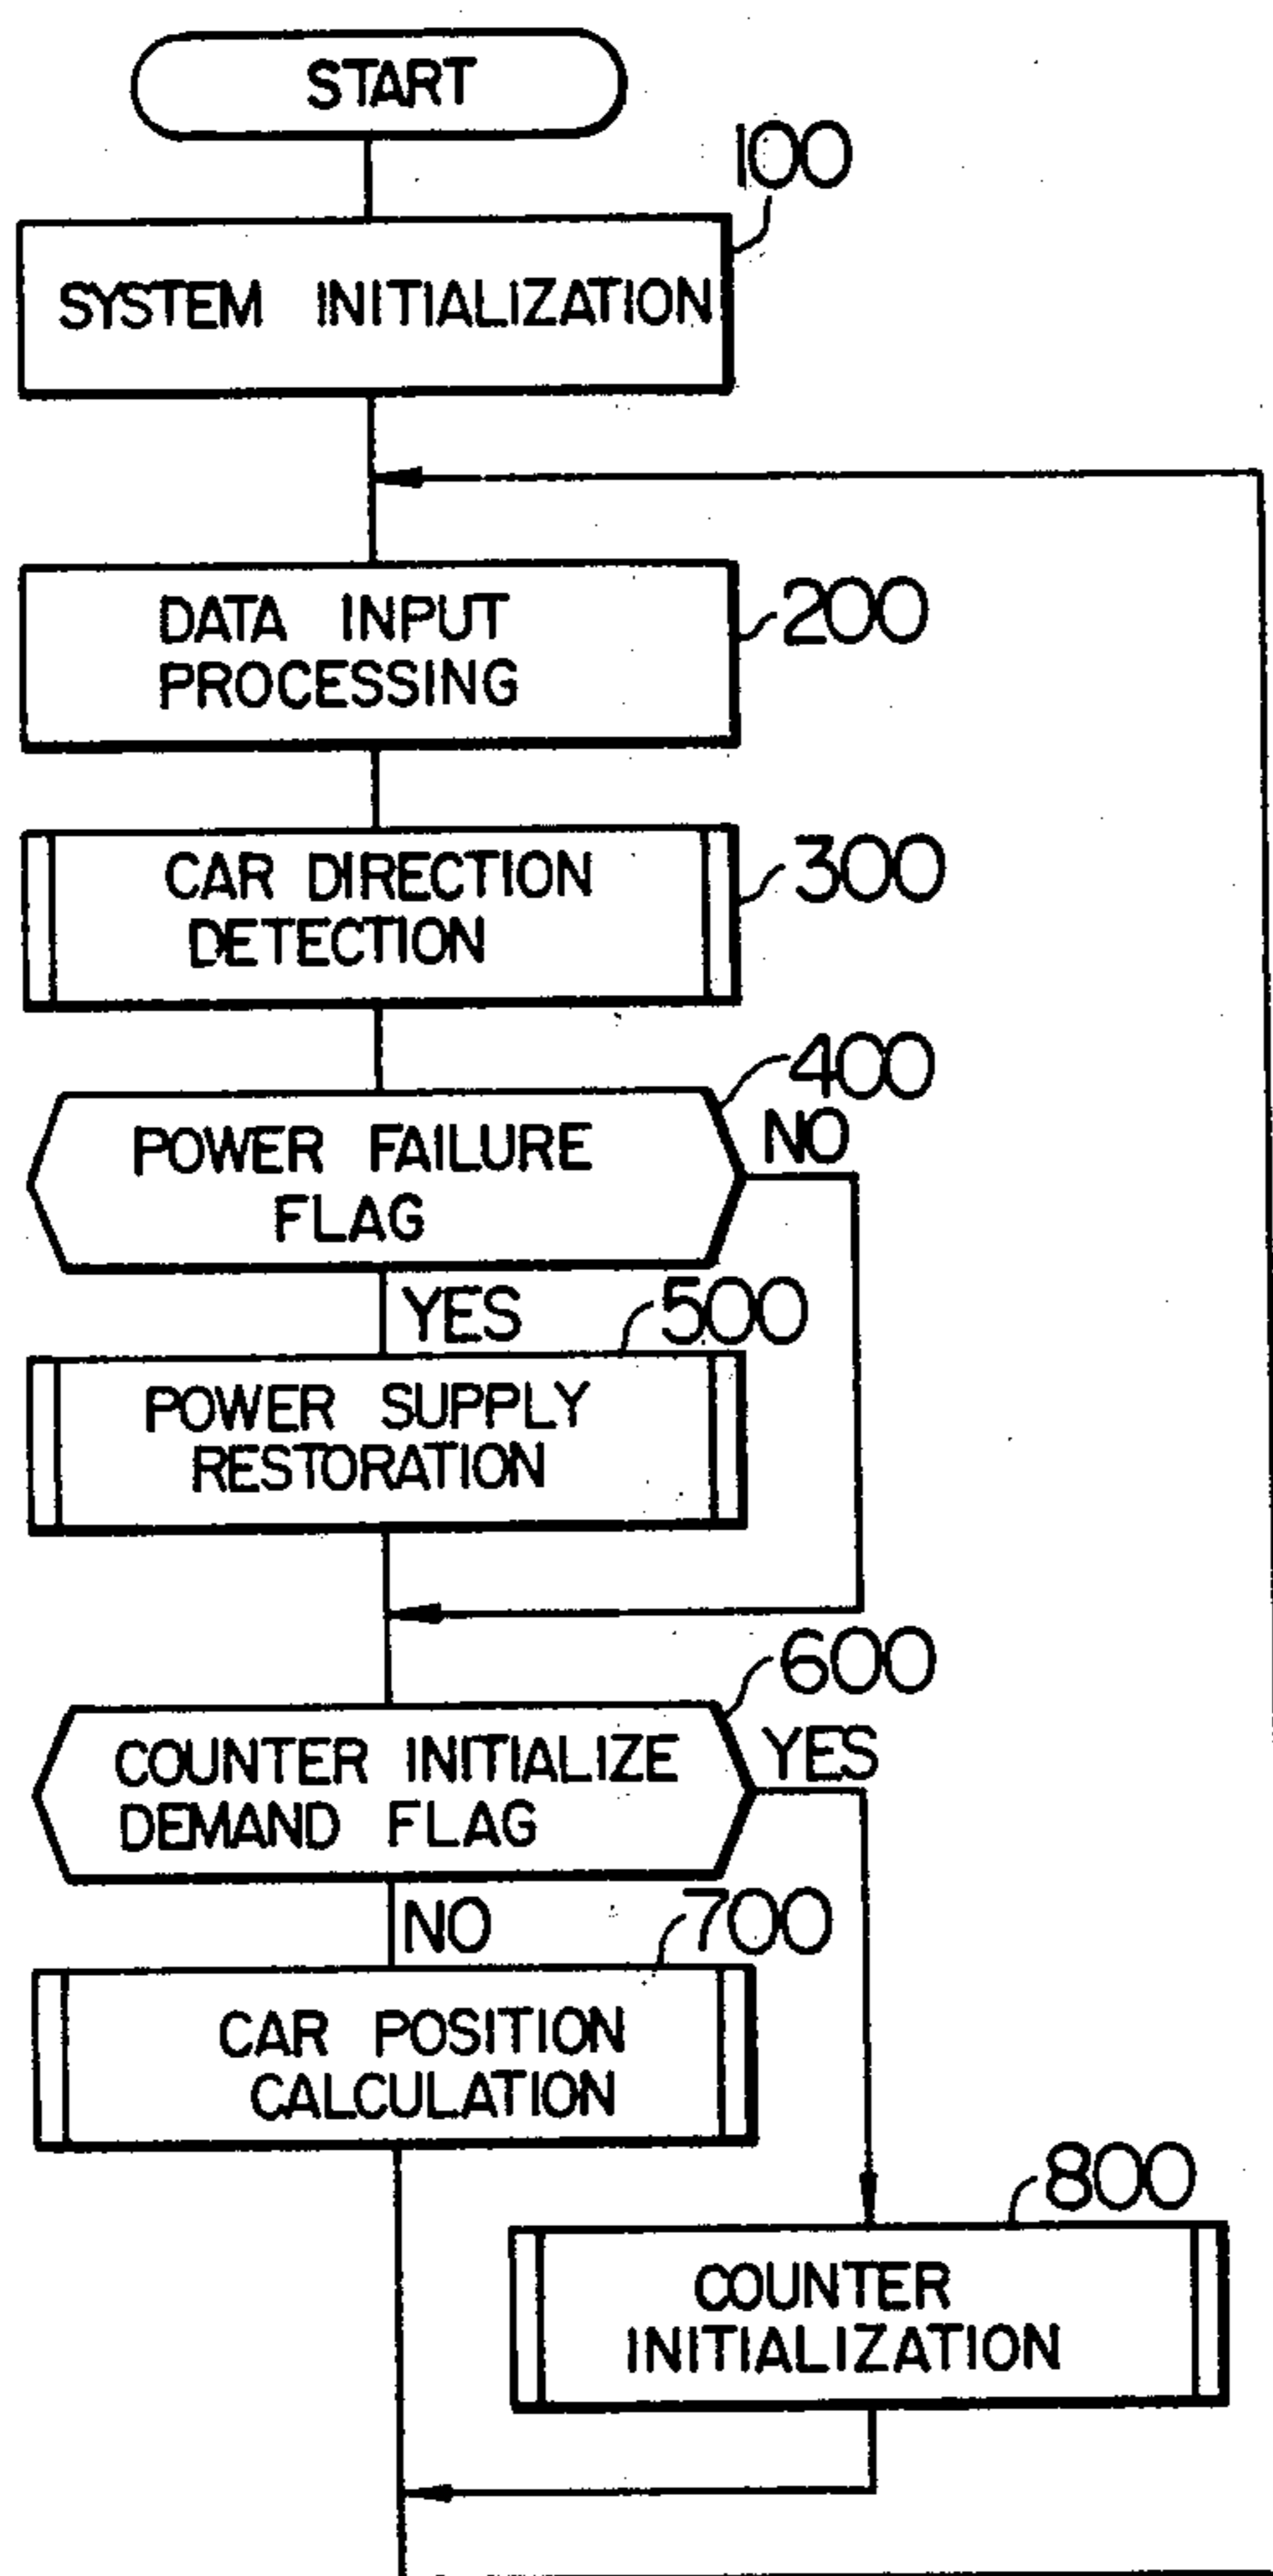 START
100
SYSTEM INITIALIZATION
DATA INPUT
PROCESSING
200
CAR DIRECTION
DETECTION
300
400
POWER FAILURE
FLAG
NO
YES
500
POWER SUPPLY
RESTORATION
600
COUNTER INITIALIZE
DEMAND FLAG
YES
NO
700
CAR POSITION
CALCULATION
800
COUNTER
INITIALIZATION